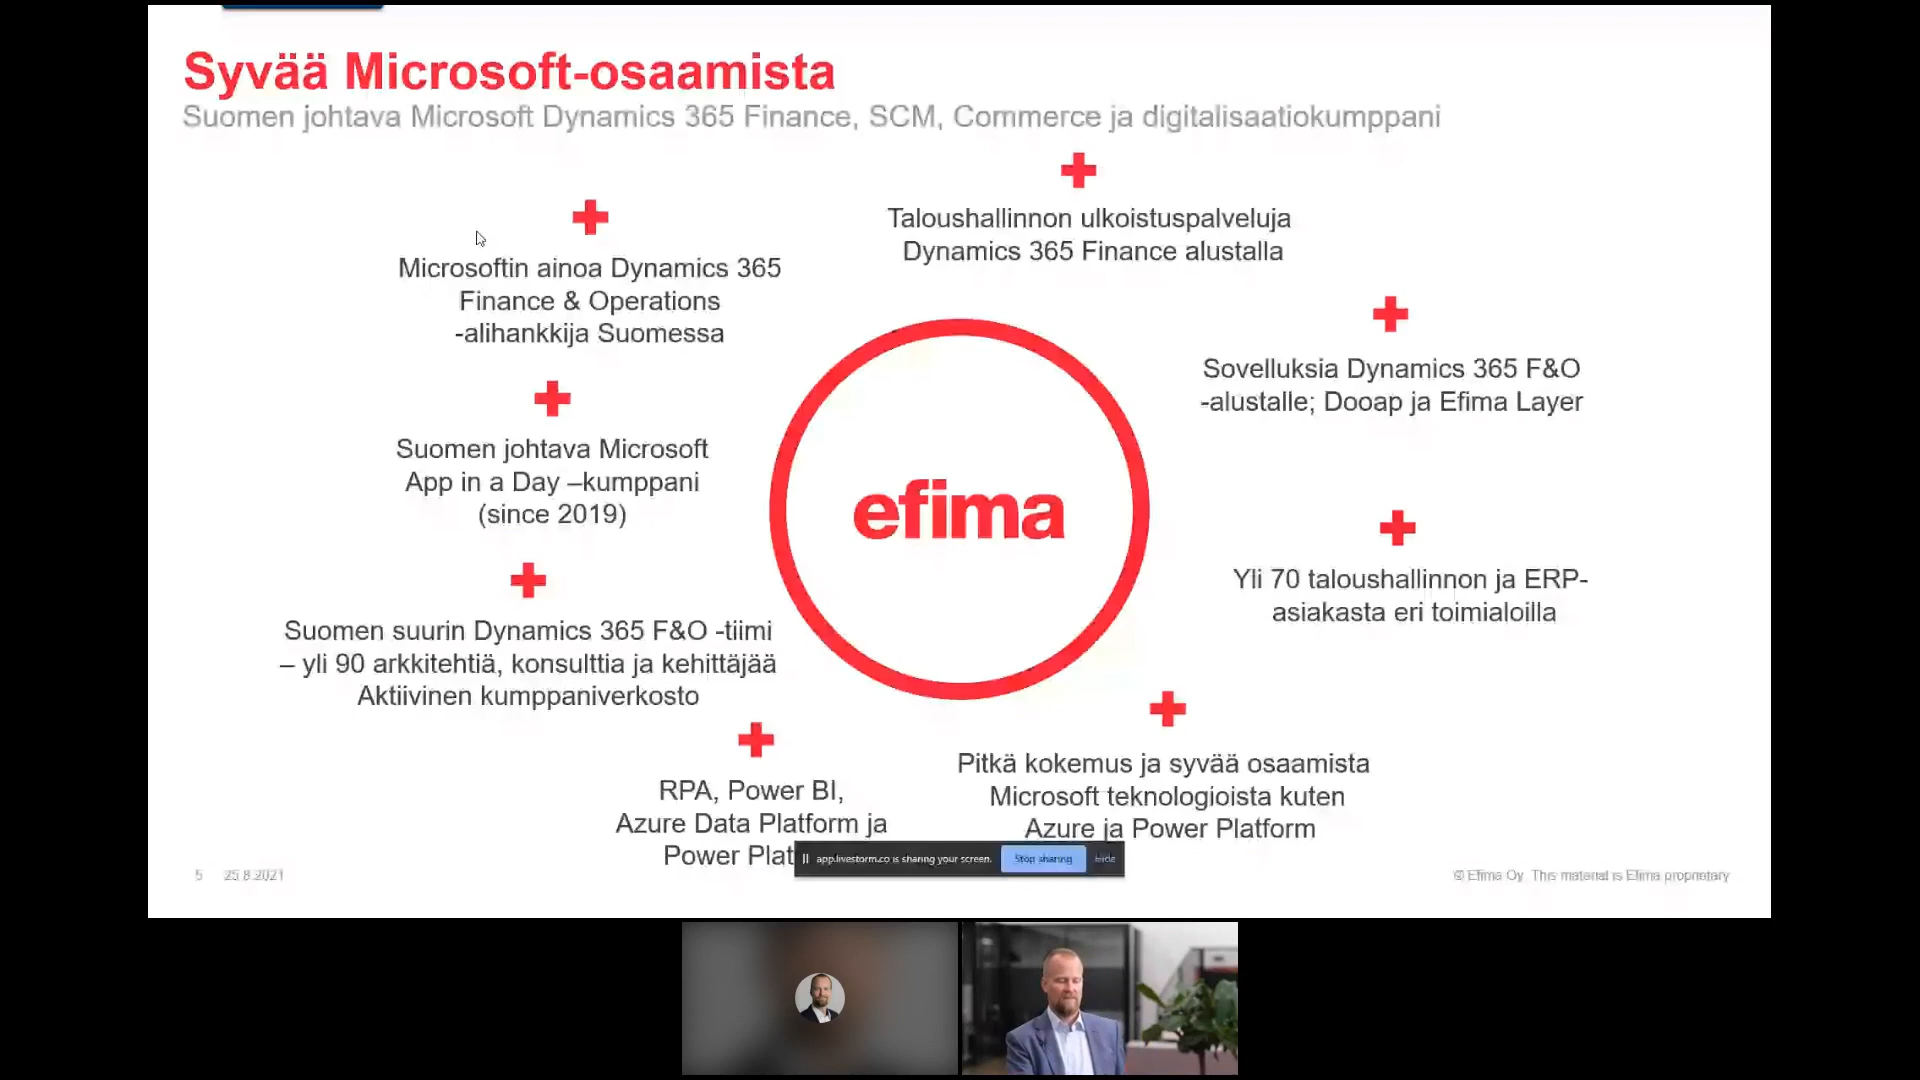 Syvää Microsoft-osaamista
Suomen johtava Microsoft Dynamics 365 Finance, SCM, Commerce ja digitalisaatiokumppani
Microsoftin ainoa Dynamics 365
Finance & Operations
-alihankkija Suomessa
Suomen johtava Microsoft
App in a Day –kumppani
(since 2019)
Suomen suurin Dynamics 365 F&O -tiimi
– yli 90 arkkitehtiä, konsulttia ja kehittäjää
Aktiivinen kumppaniverkosto
RPA, Power BI,
Azure Data Platform ja
Power
Taloushallinnon ulkoistuspalveluja
Dynamics 365 Finance alustalla
Sovelluksia Dynamics 365 F&O
-alustalle; Dooap ja Efima Layer
Yli 70 taloushallinnon ja ERP-
asiakasta eri toimialoilla
Pitkä kokemus ja syvää osaamista
Microsoft teknologioista kuten
Azure ja Power Platform
efima
app.livestorm.co is sharing your screen. Stop sharing Hide
5 25.8.2021
© Efima Oy This material is Efima proprietary